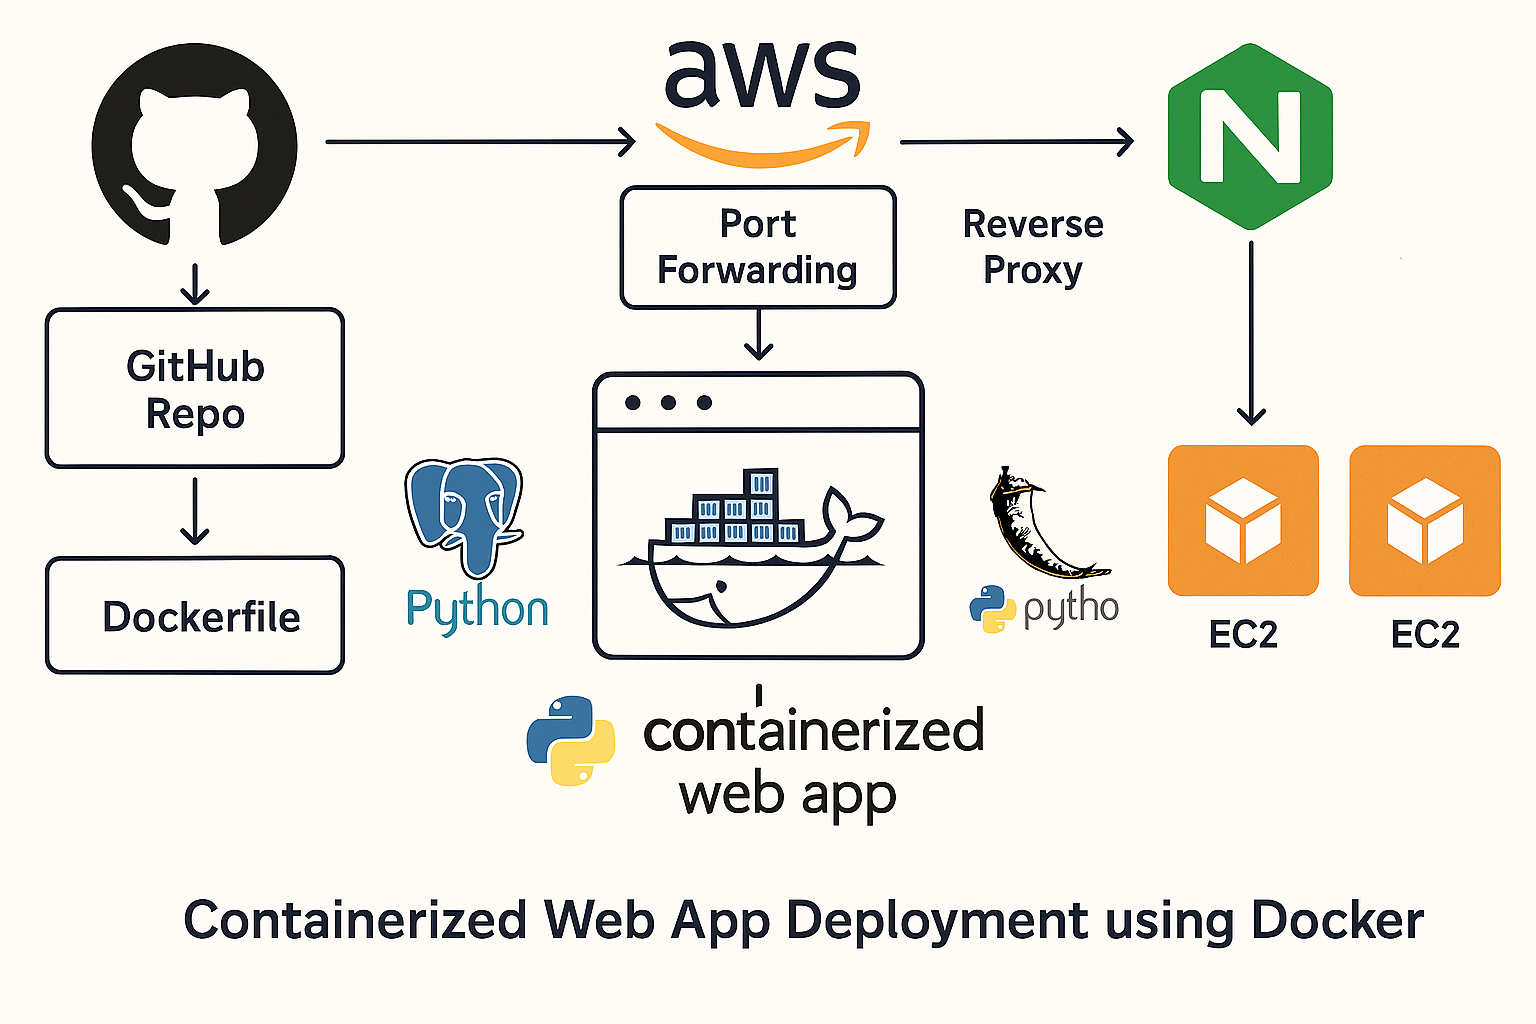 aws
N
Port
Forwarding
Reverse
Proxy
GitHub
Repo
Dockerfile
Python
pytho
EC2
EC2
containerized
web app
Containerized Web App Deployment using Docker